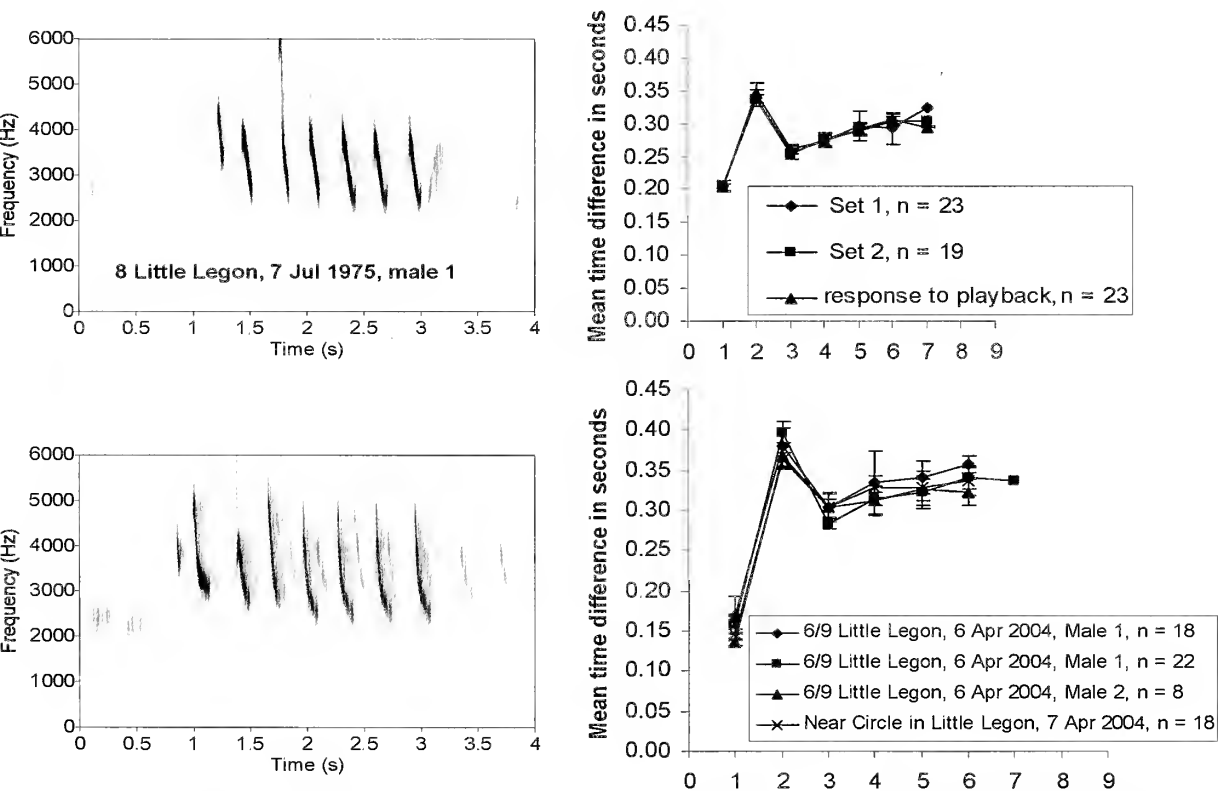 6000
5000
4000
3000
2000
1000
0
Frequency (Hz)
8 Little Legon, 7 Jul 1975, male 1
0 0.5 1 1.5 2 2.5 3 3.5 4
Time (s)
Mean time difference in seconds
0.45
0.40
0.35
0.30
0.25
0.20
0.15
0.10
0.05
0.00
Set 1, n = 23
Set 2, n = 19
response to playback, n = 23
0 1 2 3 4 5 6 7 8 9
6000
5000
4000
3000
2000
1000
0
Frequency (Hz)
0 0.5 1 1.5 2 2.5 3 3.5 4
Time (s)
Mean time difference in seconds
0.45
0.40
0.35
0.30
0.25
0.20
0.15
0.10
0.05
0.00
6/9 Little Legon, 6 Apr 2004, Male 1, n = 18
6/9 Little Legon, 6 Apr 2004, Male 1, n = 22
6/9 Little Legon, 6 Apr 2004, Male 2, n = 8
Near Circle in Little Legon, 7 Apr 2004, n = 18
0 1 2 3 4 5 6 7 8 9